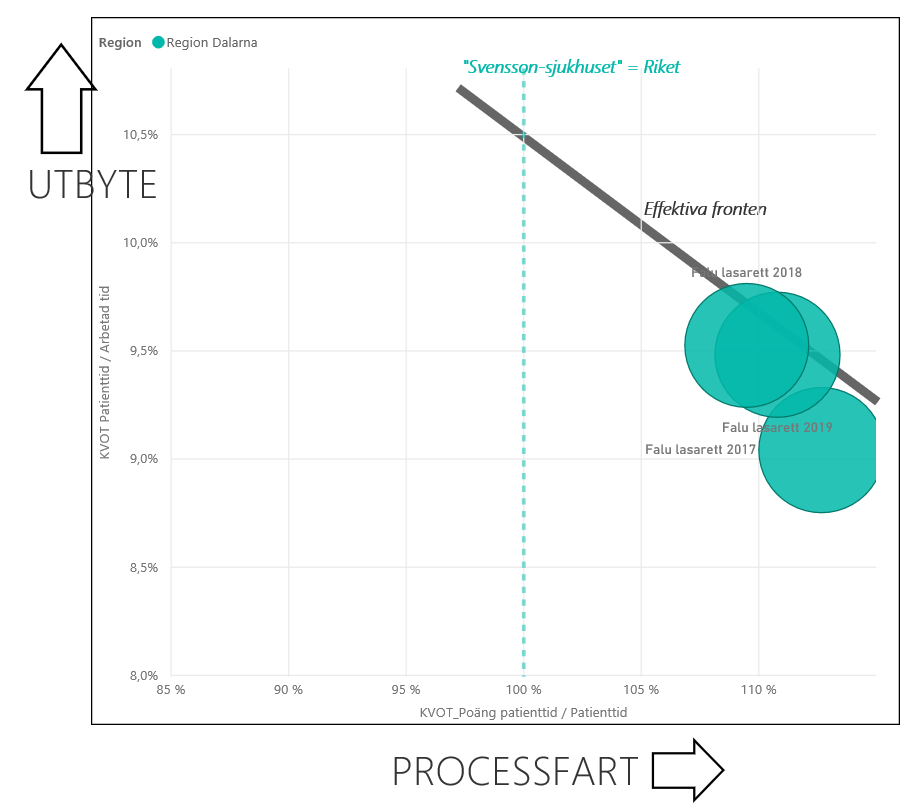 Region Region Dalarna
"Svensson-sjukhuset" = Riket
UTBYTE
KVOT Patienttid / Arbetad tid
10,5%
10,0%
9,5%
9,0%
8,5%
8,0%
Effektiva fronten
Falu lasarett 2018
Falu lasarett 2019
Falu lasarett 2017
85 % 90 % 95 % 100 % 105 % 110 %
KVOT_Poäng patienttid / Patienttid
PROCESSFART